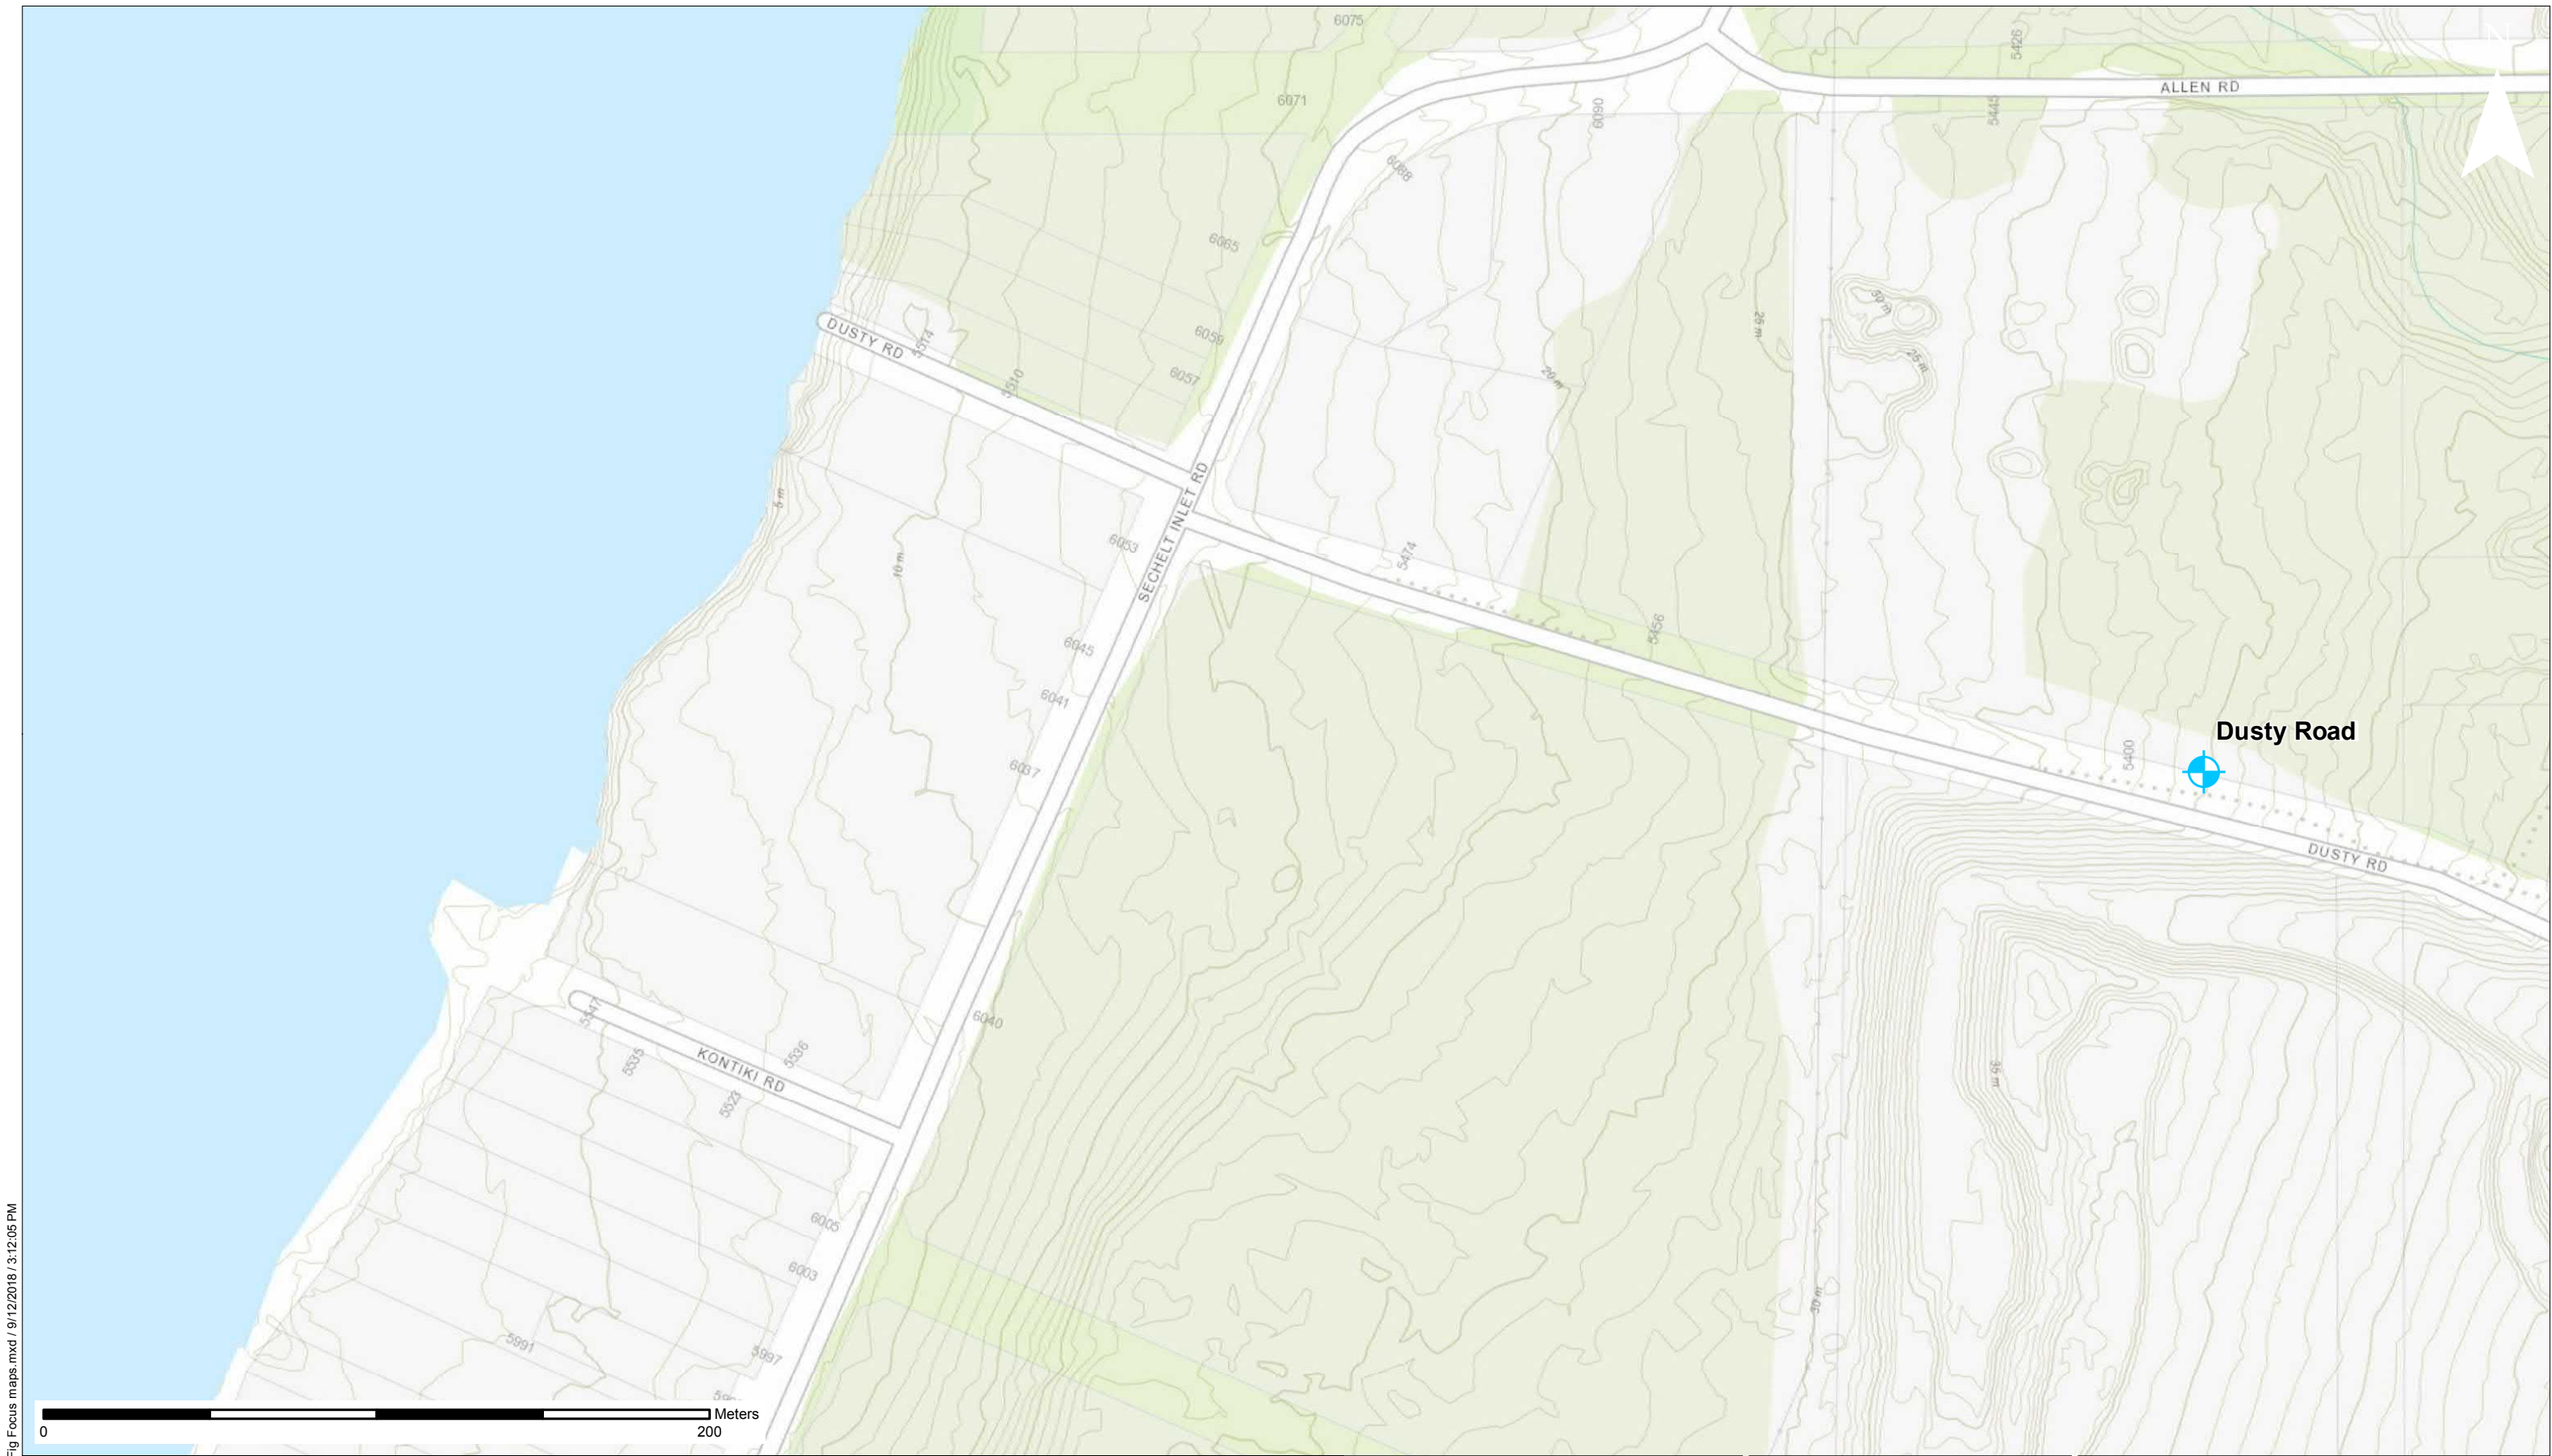 6075
N
5426
ALLEN RD
6071
6090
5445
6088
6065
30 m
DUSTY RD
5514
6059
25 m
25 m
6057
5510
20 m
5 m
SECHELT INLET RD
6053
10 m
5474
6045
5456
6041
Dusty Road
6037
5400
DUSTY RD
6040
5547
5535
KONTIKI RD
5536
35 m
5523
6005
6003
30 m
5991
5997
Meters
0
200
Fig Focus maps.mxd / 9/12/2018 / 3:12:05 PM